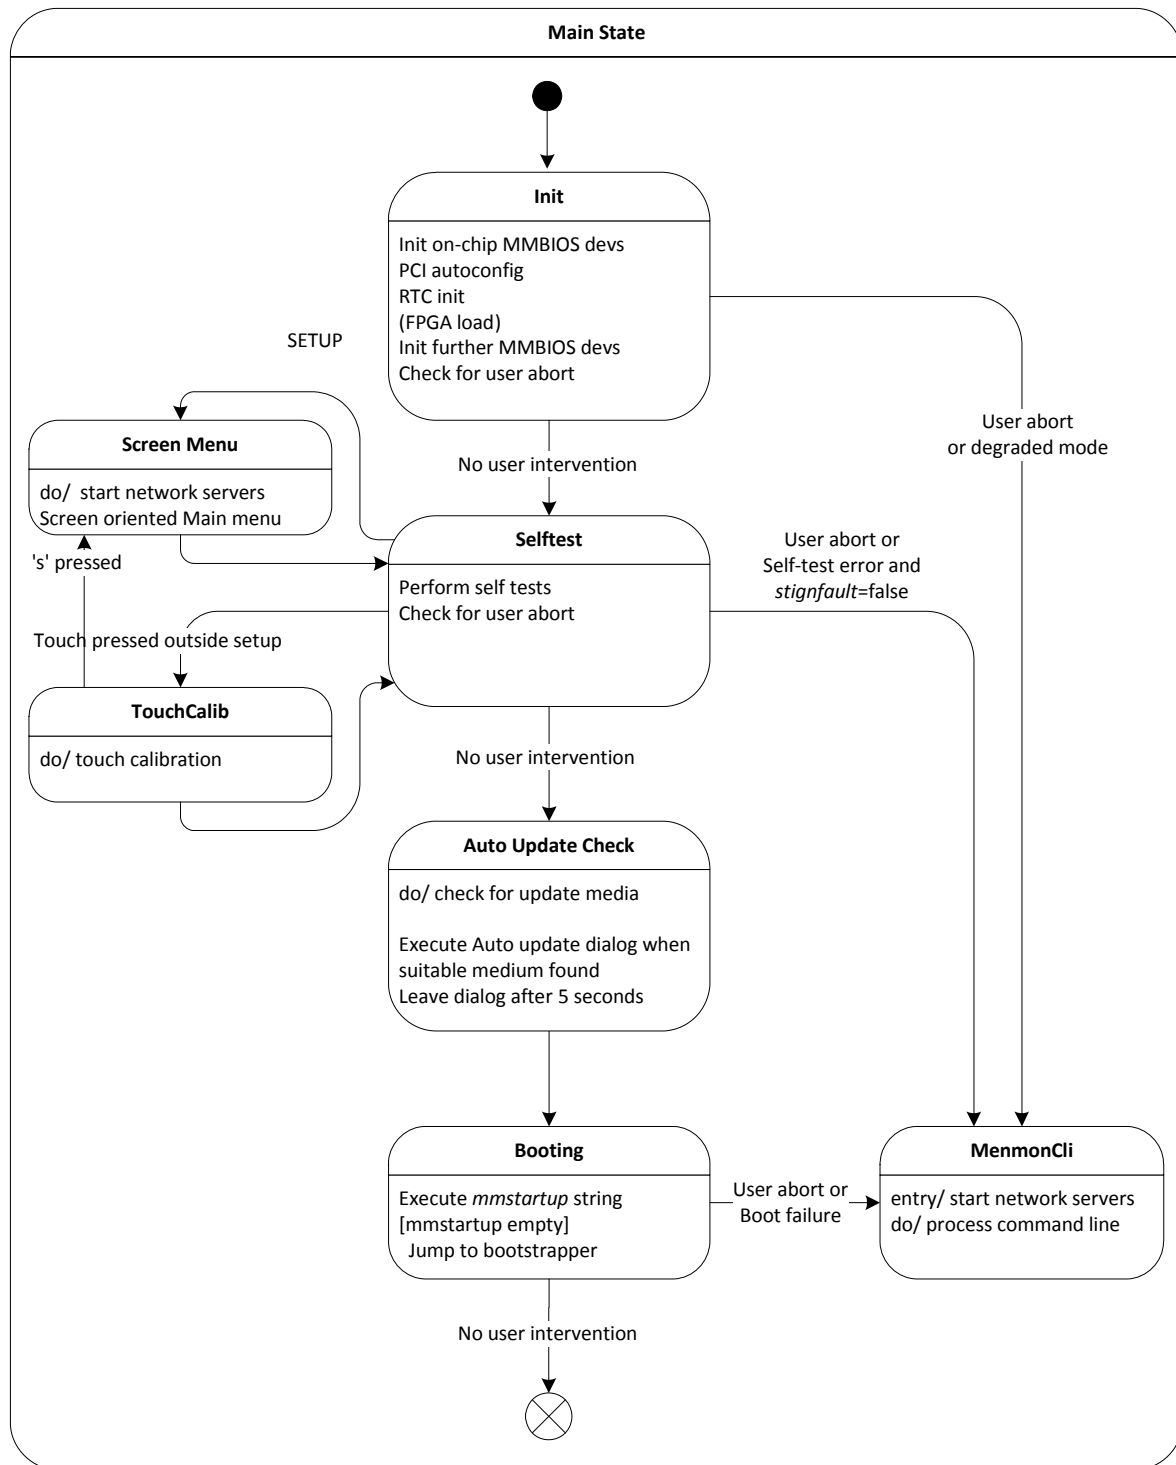 Main State
Init
Init on-chip MMBIOS devs
PCI autoconfig
RTC init
(FPGA load)
Init further MMBIOS devs
Check for user abort
SETUP
User abort
or degraded mode
No user intervention
Screen Menu
do/  start network servers
Screen oriented Main menu
's' pressed
Selftest
Perform self tests
Check for user abort
User abort or
Self-test error and
stignfault=false
Touch pressed outside setup
TouchCalib
do/ touch calibration
No user intervention
Auto Update Check
do/ check for update media
Execute Auto update dialog when
suitable medium found
Leave dialog after 5 seconds
Booting
Execute mmstartup string
[mmstartup empty]
Jump to bootstrapper
User abort or
Boot failure
MenmonCli
entry/ start network servers
do/ process command line
No user intervention